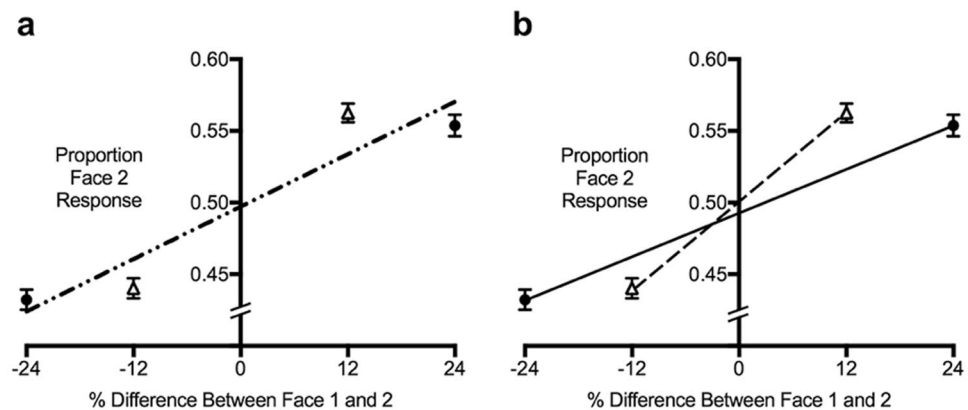 a
0.60
0.55
Proportion
Face 2
Response
0.50
0.45
-24 -12 0 12 24
% Difference Between Face 1 and 2
b
0.60
0.55
Proportion
Face 2
Response
0.50
0.45
-24 -12 0 12 24
% Difference Between Face 1 and 2